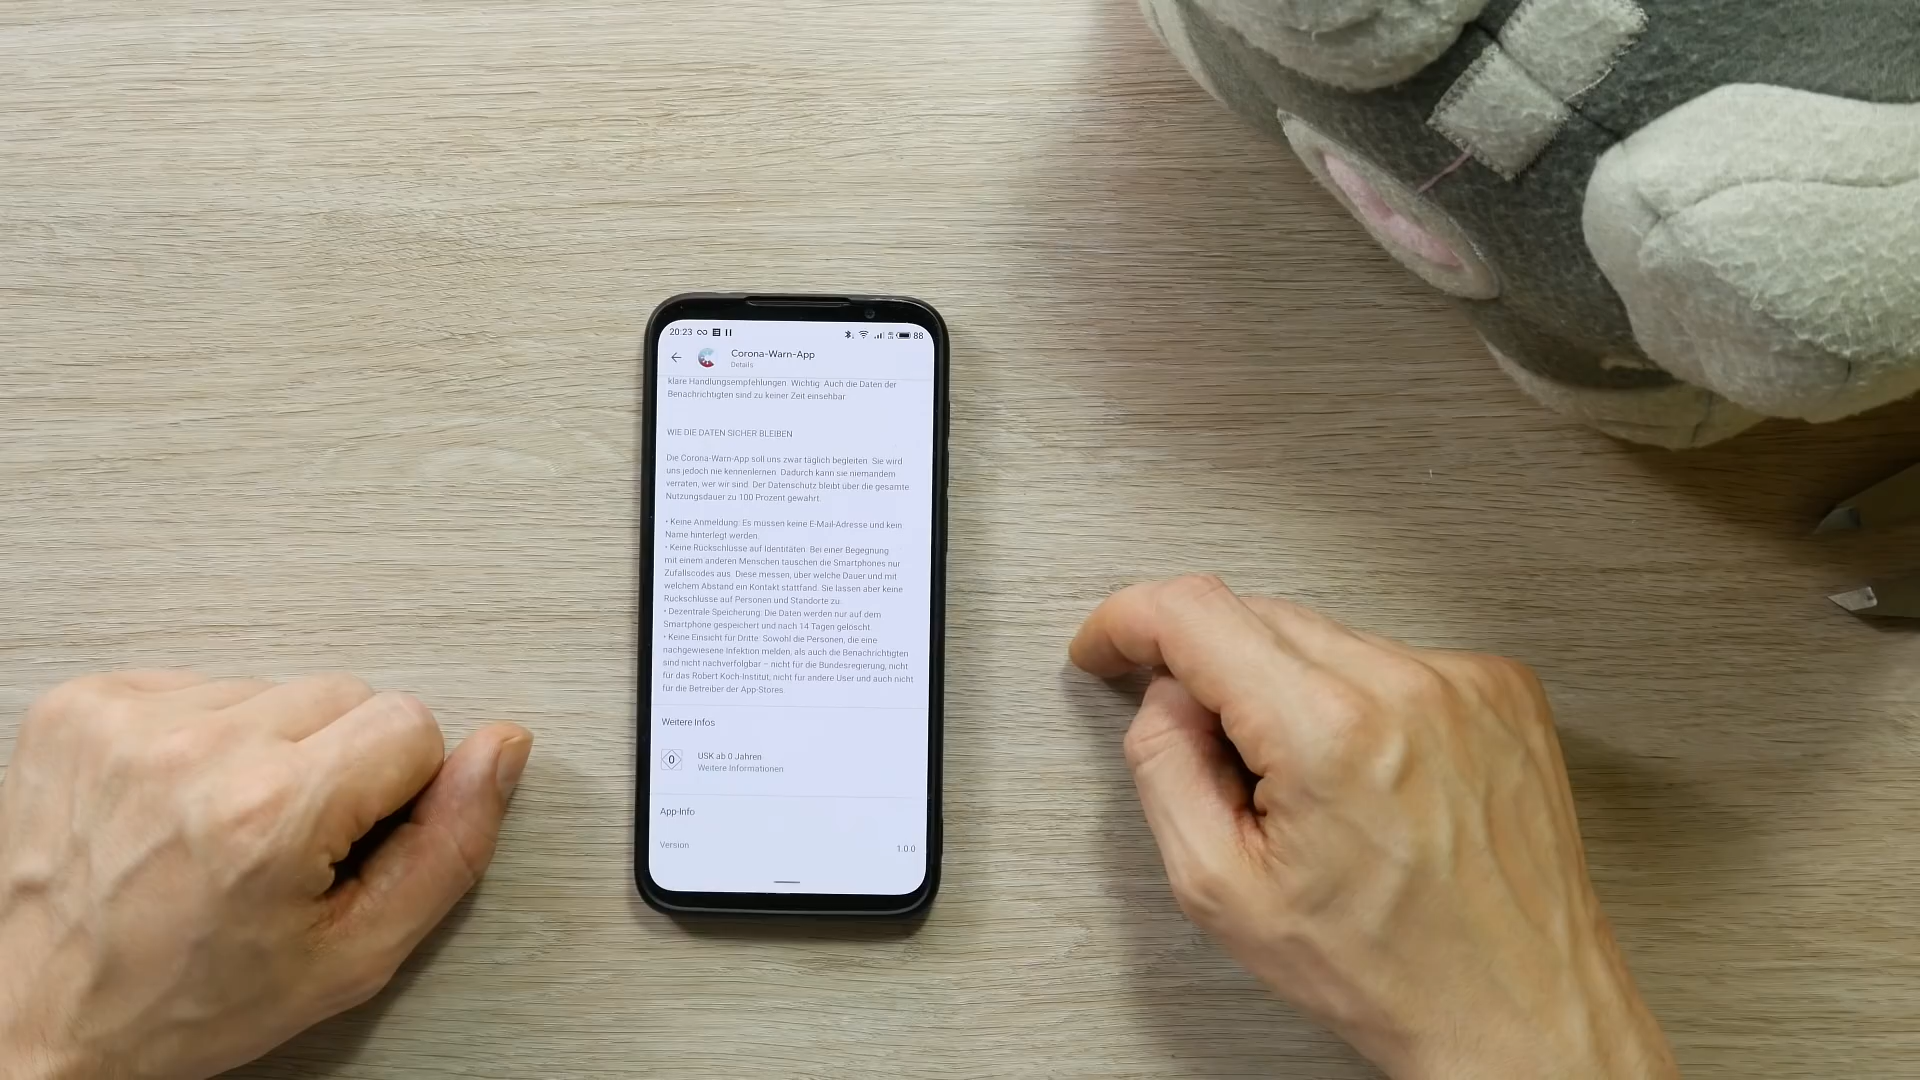 20:23
88
Corona-Warn-App
Details
klare Handlungsempfehlungen. Wichtig: Auch die Daten der
Benachrichtigten sind zu keiner Zeit einsehbar.
WIE DIE DATEN SICHER BLEIBEN
Die Corona-Warn-App soll uns zwar täglich begleiten. Sie wird
uns jedoch nie kennenlernen. Dadurch kann sie niemandem
verraten, wer wir sind. Der Datenschutz bleibt über die gesamte
Nutzungsdauer zu 100 Prozent gewahrt.
• Keine Anmeldung: Es müssen keine E-Mail-Adresse und kein
Name hinterlegt werden.
• Keine Rückschlüsse auf Identitäten: Bei einer Begegnung
mit einem anderen Menschen tauschen die Smartphones nur
Zufallscodes aus. Diese messen, über welche Dauer und mit
welchem Abstand ein Kontakt stattfand. Sie lassen aber keine
Rückschlüsse auf Personen und Standorte zu.
• Dezentrale Speicherung: Die Daten werden nur auf dem
Smartphone gespeichert und nach 14 Tagen gelöscht.
• Keine Einsicht für Dritte: Sowohl die Personen, die eine
nachgewiesene Infektion melden, als auch die Benachrichtigten
sind nicht nachverfolgbar – nicht für die Bundesregierung, nicht
für das Robert Koch-Institut, nicht für andere User und auch nicht
für die Betreiber der App-Stores.
Weitere Infos
0
USK ab 0 Jahren
Weitere Informationen
App-Info
Version
1.0.0